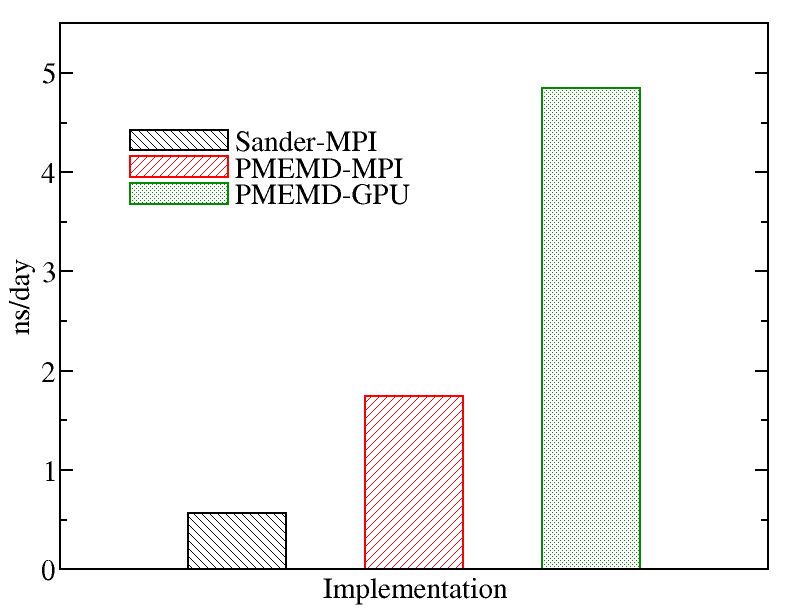 5
4
3
2
1
0
ns/day
Sander-MPI
PMEMD-MPI
PMEMD-GPU
Implementation